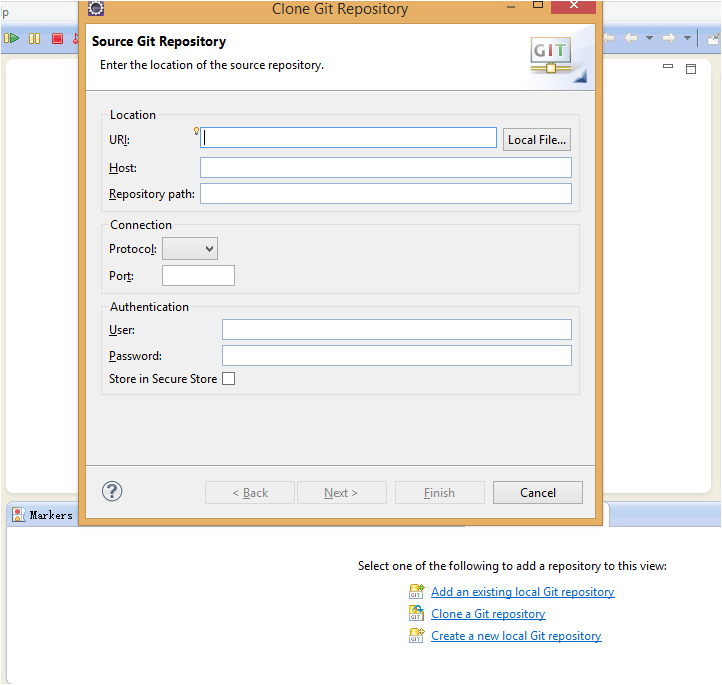 p
Clone Git Repository
Source Git Repository
Enter the location of the source repository.
GIT
Location
URI:
Local File...
Host:
Repository path:
Connection
Protocol:
Port:
Authentication
User:
Password:
Store in Secure Store
?
< Back
Next >
Finish
Cancel
Markers
Select one of the following to add a repository to this view:
GIT
Add an existing local Git repository
GIT
Clone a Git repository
GIT
Create a new local Git repository